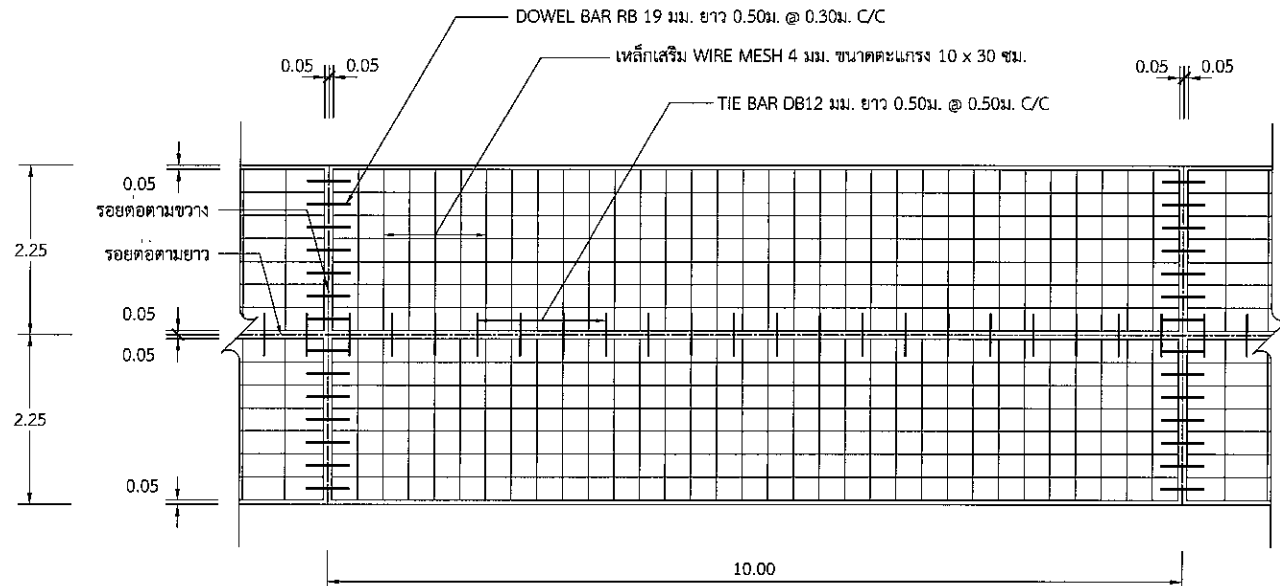 DOWEL BAR RB 19 มม. ยาว 0.50ม. @ 0.30ม. C/C
เหล็กเสริม WIRE MESH 4 มม. ขนาดตะแกรง 10 x 30 ซม.
0.05 0.05
0.05 0.05
TIE BAR DB12 มม. ยาว 0.50ม. @ 0.50ม. C/C
0.05
รอยต่อตามขวาง
2.25
รอยต่อตามยาว
0.05
0.05
2.25
0.05
10.00